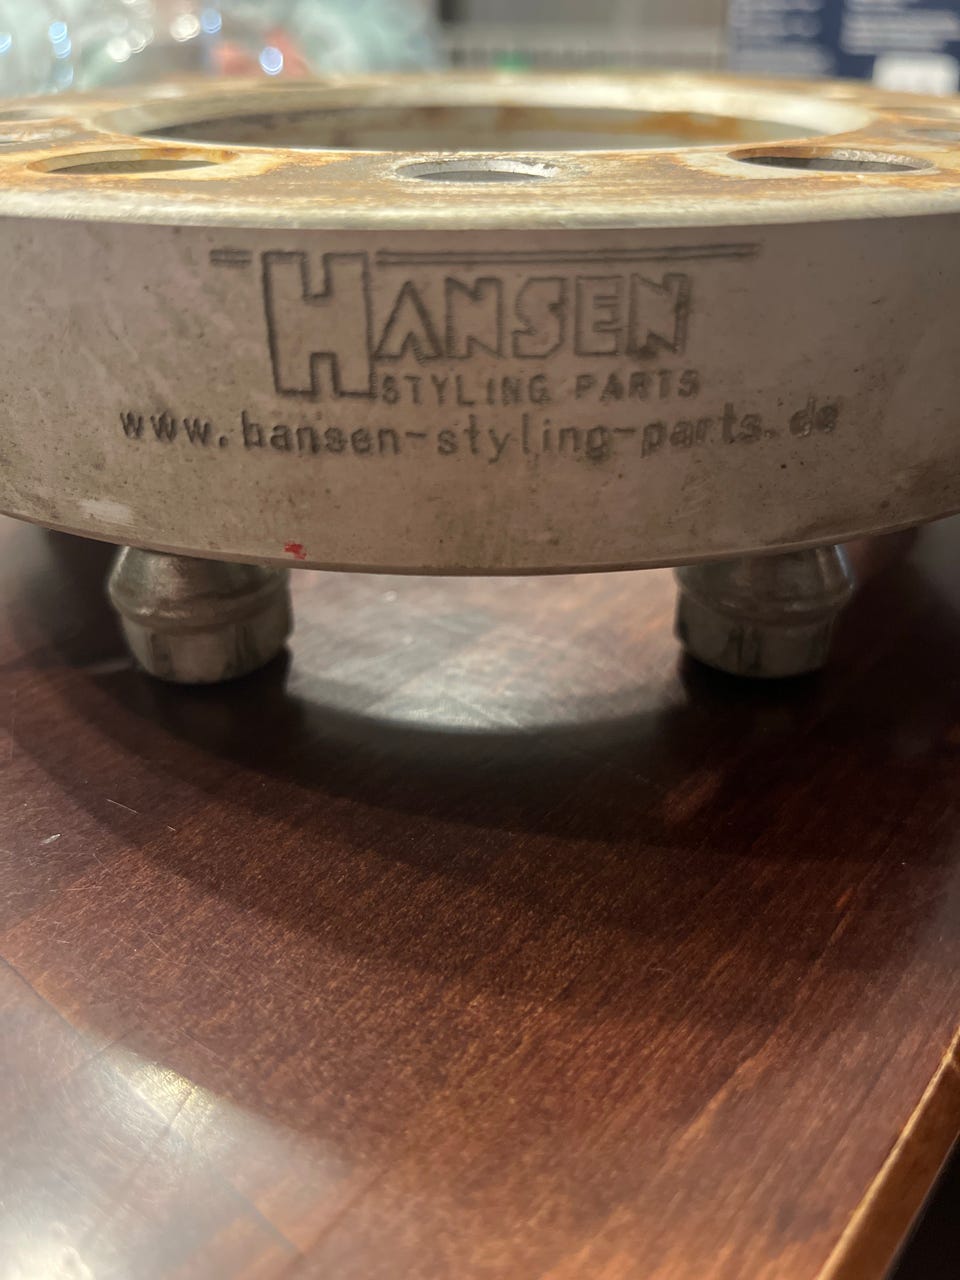 HANSEN
STYLING PARTS
www.hansen-styling-parts.de